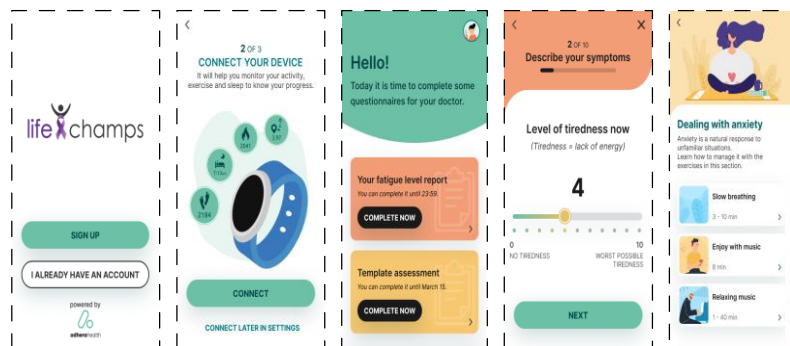 life champs
SIGN UP
I ALREADY HAVE AN ACCOUNT
powered by
adherahealth
2 OF 3
CONNECT YOUR DEVICE
It will help you monitor your activity,
exercise and sleep to know your progress.
2041
2.97
2184
CONNECT
CONNECT LATER IN SETTINGS
Hello!
Today it is time to complete some
questionnaires for your doctor.
Your fatigue level report
You can complete it until 23:59.
COMPLETE NOW
Template assessment
You can complete it until March 15.
COMPLETE NOW
2 OF 10
Describe your symptoms
Level of tiredness now
(Tiredness = lack of energy)
4
0
10
NO TIREDNESS
WORST POSSIBLE
TIREDNESS
NEXT
Dealing with anxiety
Anxiety is a natural response to
unfamiliar situations.
Learn how to manage it with the
exercises in this section.
Slow breathing
3 - 10 min
Enjoy with music
8 min
Relaxing music
1 - 40 min